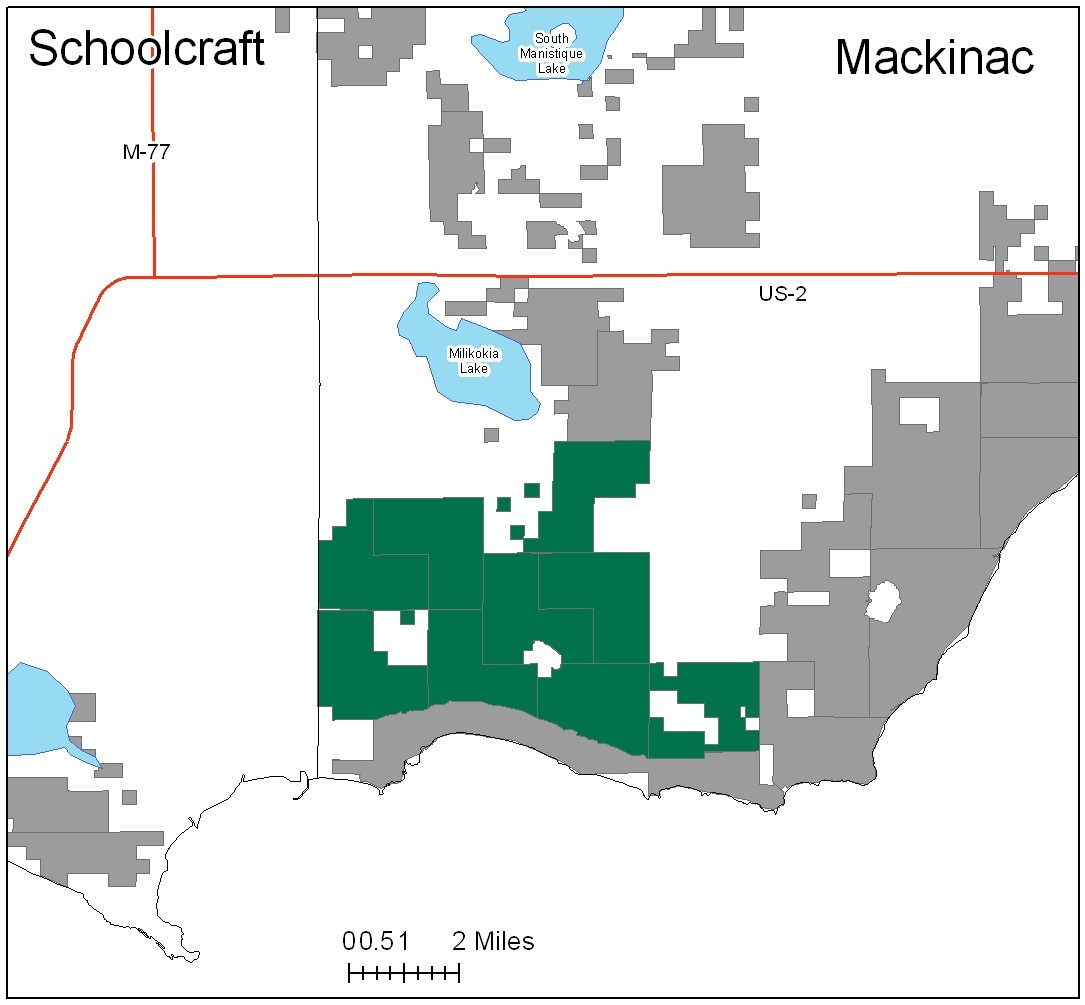 Schoolcraft
Mackinac
South
Manistique
Lake
M-77
US-2
Milikokia
Lake
00.51 2 Miles